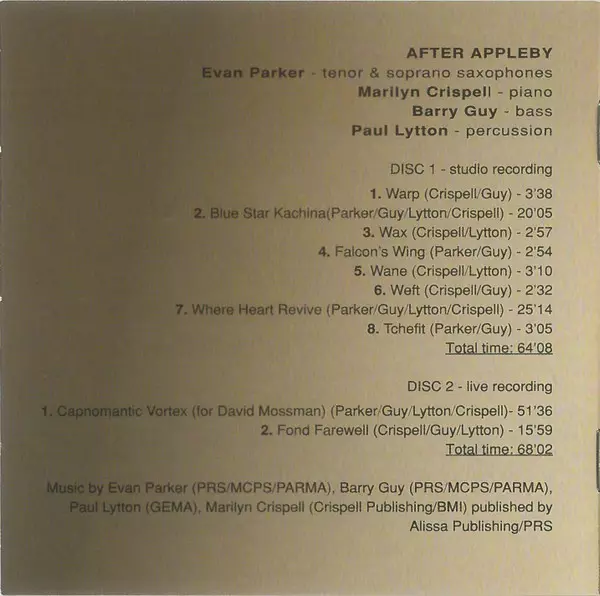 AFTER APPLEBY
Evan Parker - tenor & soprano saxophones
Marilyn Crispell - piano
Barry Guy - bass
Paul Lytton - percussion
DISC 1 - studio recording
1. Warp (Crispell/Guy) - 3'38
2. Blue Star Kachina(Parker/Guy/Lytton/Crispell) - 20'05
3. Wax (Crispell/Lytton) - 2'57
4. Falcon's Wing (Parker/Guy) - 2'54
5. Wane (Crispell/Lytton) - 3'10
6. Weft (Crispell/Guy) - 2'32
7. Where Heart Revive (Parker/Guy/Lytton/Crispell) - 25'14
8. Tchefit (Parker/Guy) - 3'05
Total time: 64'08
DISC 2 - live recording
1. Capnomantic Vortex (for David Mossman) (Parker/Guy/Lytton/Crispell)- 51'36
2. Fond Farewell (Crispell/Guy/Lytton) - 15'59
Total time: 68'02
Music by Evan Parker (PRS/MCPS/PARMA), Barry Guy (PRS/MCPS/PARMA),
Paul Lytton (GEMA), Marilyn Crispell (Crispell Publishing/BMI) published by
Alissa Publishing/PRS